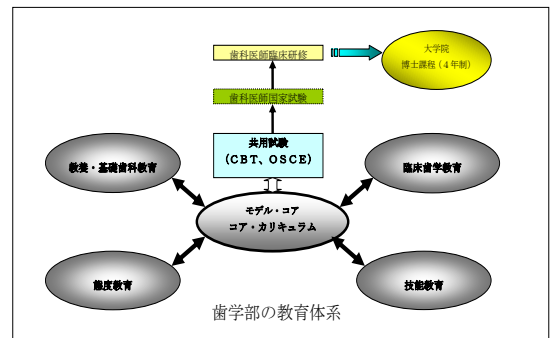 歯科医師臨床研修
大学院
博士課程（４年制）
歯科医師国家試験
共用試験
（ＣＢＴ、ＯＳＣＥ）
教養・基礎歯科教育
臨床歯学教育
モデル・コア
コア・カリキュラム
態度教育
技能教育
歯学部の教育体系